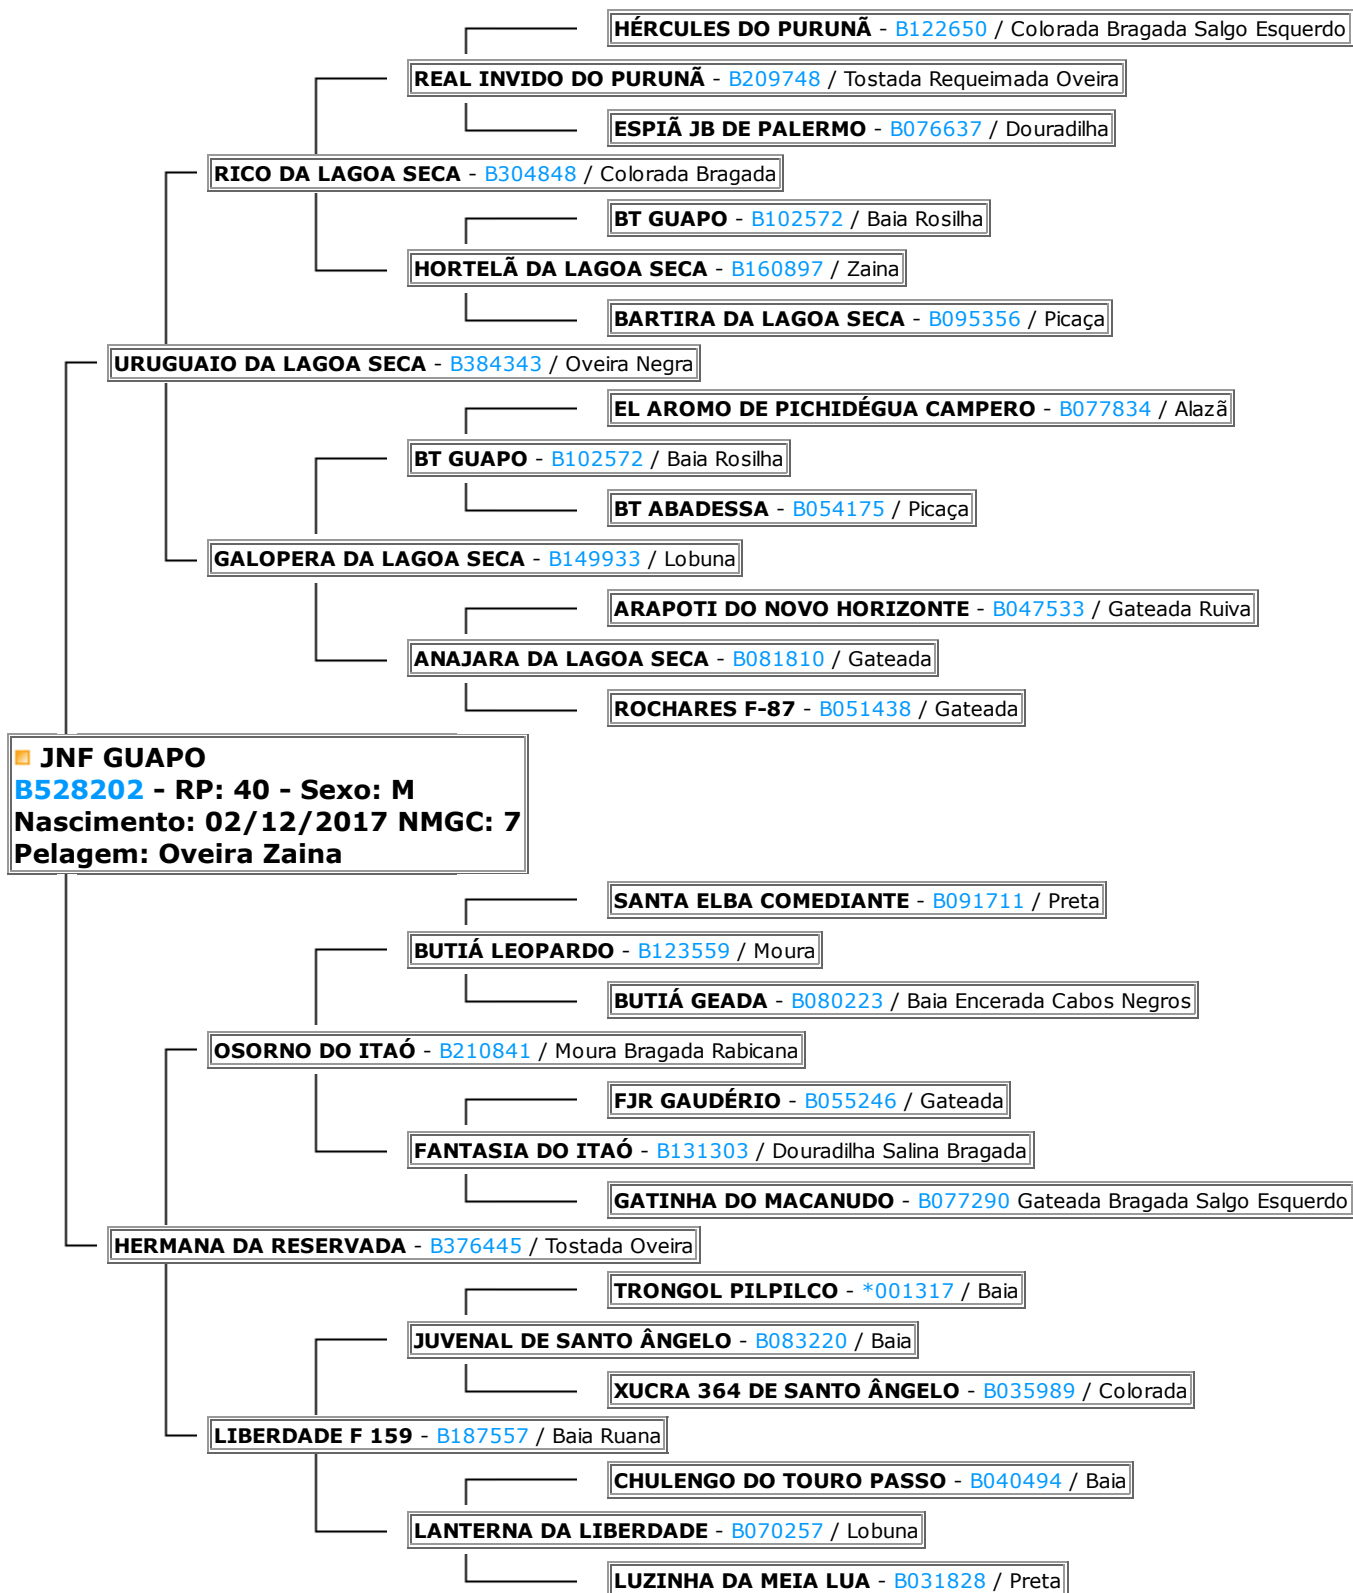 HÉRCULES DO PURUNÃ - B122650 / Colorada Bragada Salgo Esquerdo
REAL INVIDO DO PURUNÃ - B209748 / Tostada Requeimada Oveira
ESPIÃ JB DE PALERMO - B076637 / Douradilha
RICO DA LAGOA SECA - B304848 / Colorada Bragada
BT GUAPO - B102572 / Baia Rosilha
HORTELÃ DA LAGOA SECA - B160897 / Zaina
BARTIRA DA LAGOA SECA - B095356 / Picaça
URUGUAIO DA LAGOA SECA - B384343 / Oveira Negra
EL AROMO DE PICHIDÉGUA CAMPERO - B077834 / Alazã
BT GUAPO - B102572 / Baia Rosilha
BT ABADESSA - B054175 / Picaça
GALOPERA DA LAGOA SECA - B149933 / Lobuna
ARAPOTI DO NOVO HORIZONTE - B047533 / Gateada Ruiva
ANAJARA DA LAGOA SECA - B081810 / Gateada
ROCHARES F-87 - B051438 / Gateada
JNF GUAPO
B528202 - RP: 40 - Sexo: M
Nascimento: 02/12/2017 NMGC: 7
Pelagem: Oveira Zaina
SANTA ELBA COMEDIANTE - B091711 / Preta
BUTIÁ LEOPARDO - B123559 / Moura
BUTIÁ GEADA - B080223 / Baia Encerada Cabos Negros
OSORNO DO ITAÓ - B210841 / Moura Bragada Rabicana
FJR GAUDÉRIO - B055246 / Gateada
FANTASIA DO ITAÓ - B131303 / Douradilha Salina Bragada
GATINHA DO MACANUDO - B077290 Gateada Bragada Salgo Esquerdo
HERMANA DA RESERVADA - B376445 / Tostada Oveira
TRONGOL PILPILCO - *001317 / Baia
JUVENAL DE SANTO ÂNGELO - B083220 / Baia
XUCRA 364 DE SANTO ÂNGELO - B035989 / Colorada
LIBERDADE F 159 - B187557 / Baia Ruana
CHULENGO DO TOURO PASSO - B040494 / Baia
LANTERNA DA LIBERDADE - B070257 / Lobuna
LUZINHA DA MEIA LUA - B031828 / Preta